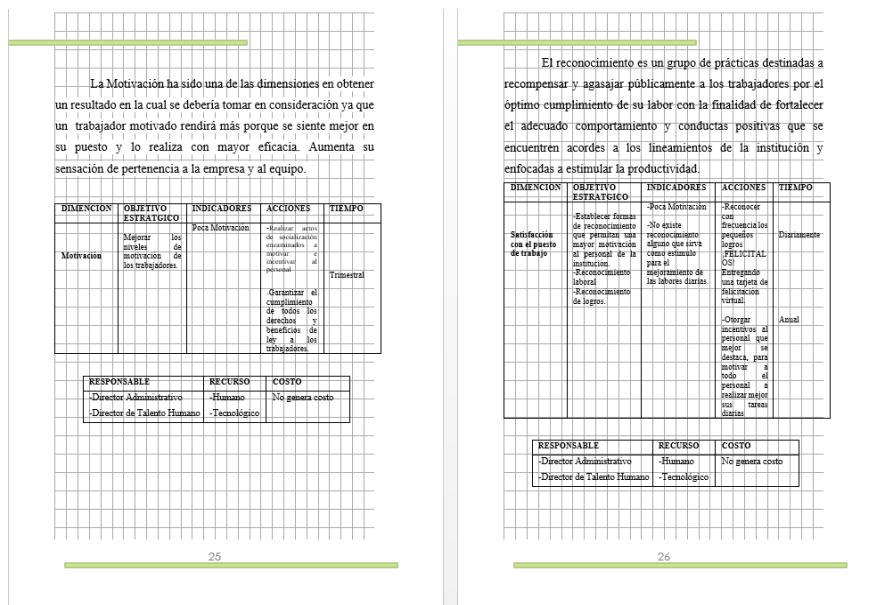 La Motivación ha sido una de las dimensiones en obtener
un resultado en la cual se debería tomar en consideración ya que
un trabajador motivado rendirá más porque se siente mejor en
su puesto y lo realiza con mayor eficacia. Aumenta su
sensación de pertenencia a la empresa y al equipo.
DIMENCIÓN OBJETIVO ESTRATGICO INDICADORES ACCIONES TIEMPO
Motivación
Mejorar los
niveles de
motivación de
los trabajadores.
Poca Motivación
-Realizar actos
de socialización
encaminados a
motivar e
incentivar al
personal
-Garantizar el
cumplimiento
de todos los
derechos y
beneficios de
ley a los
trabajadores.
Trimestral
RESPONSABLE RECURSO COSTO
-Director Administrativo -Humano No genera costo
-Director de Talento Humano -Tecnológico
25
El reconocimiento es un grupo de prácticas destinadas a
recompensar y agasajar públicamente a los trabajadores por el
óptimo cumplimiento de su labor con la finalidad de fortalecer
el adecuado comportamiento y conductas positivas que se
encuentren acordes a los lineamientos de la institución y
enfocadas a estimular la productividad.
DIMENCIÓN OBJETIVO ESTRATGICO INDICADORES ACCIONES TIEMPO
Satisfacción
con el puesto
de trabajo
-Establecer formas
de reconocimiento
que permitan una
mayor motivación
al personal de la
institución.
-Reconocimiento
laboral
-Reconocimiento
de logros.
-Poca Motivación
-No existe
reconocimiento
alguno que sirva
como estimulo
para el
mejoramiento de
las labores diarias.
-Reconocer
con
frecuencia los
pequeños
logros
¡FELICITAL
OS!
Entregando
una tarjeta de
felicitación
virtual.
-Otorgar
incentivos al
personal que
mejor se
destaca, para
motivar a
todo el
personal a
realizar mejor
sus tareas
diarias
Diariamente
Anual
RESPONSABLE RECURSO COSTO
-Director Administrativo -Humano No genera costo
-Director de Talento Humano -Tecnológico
26